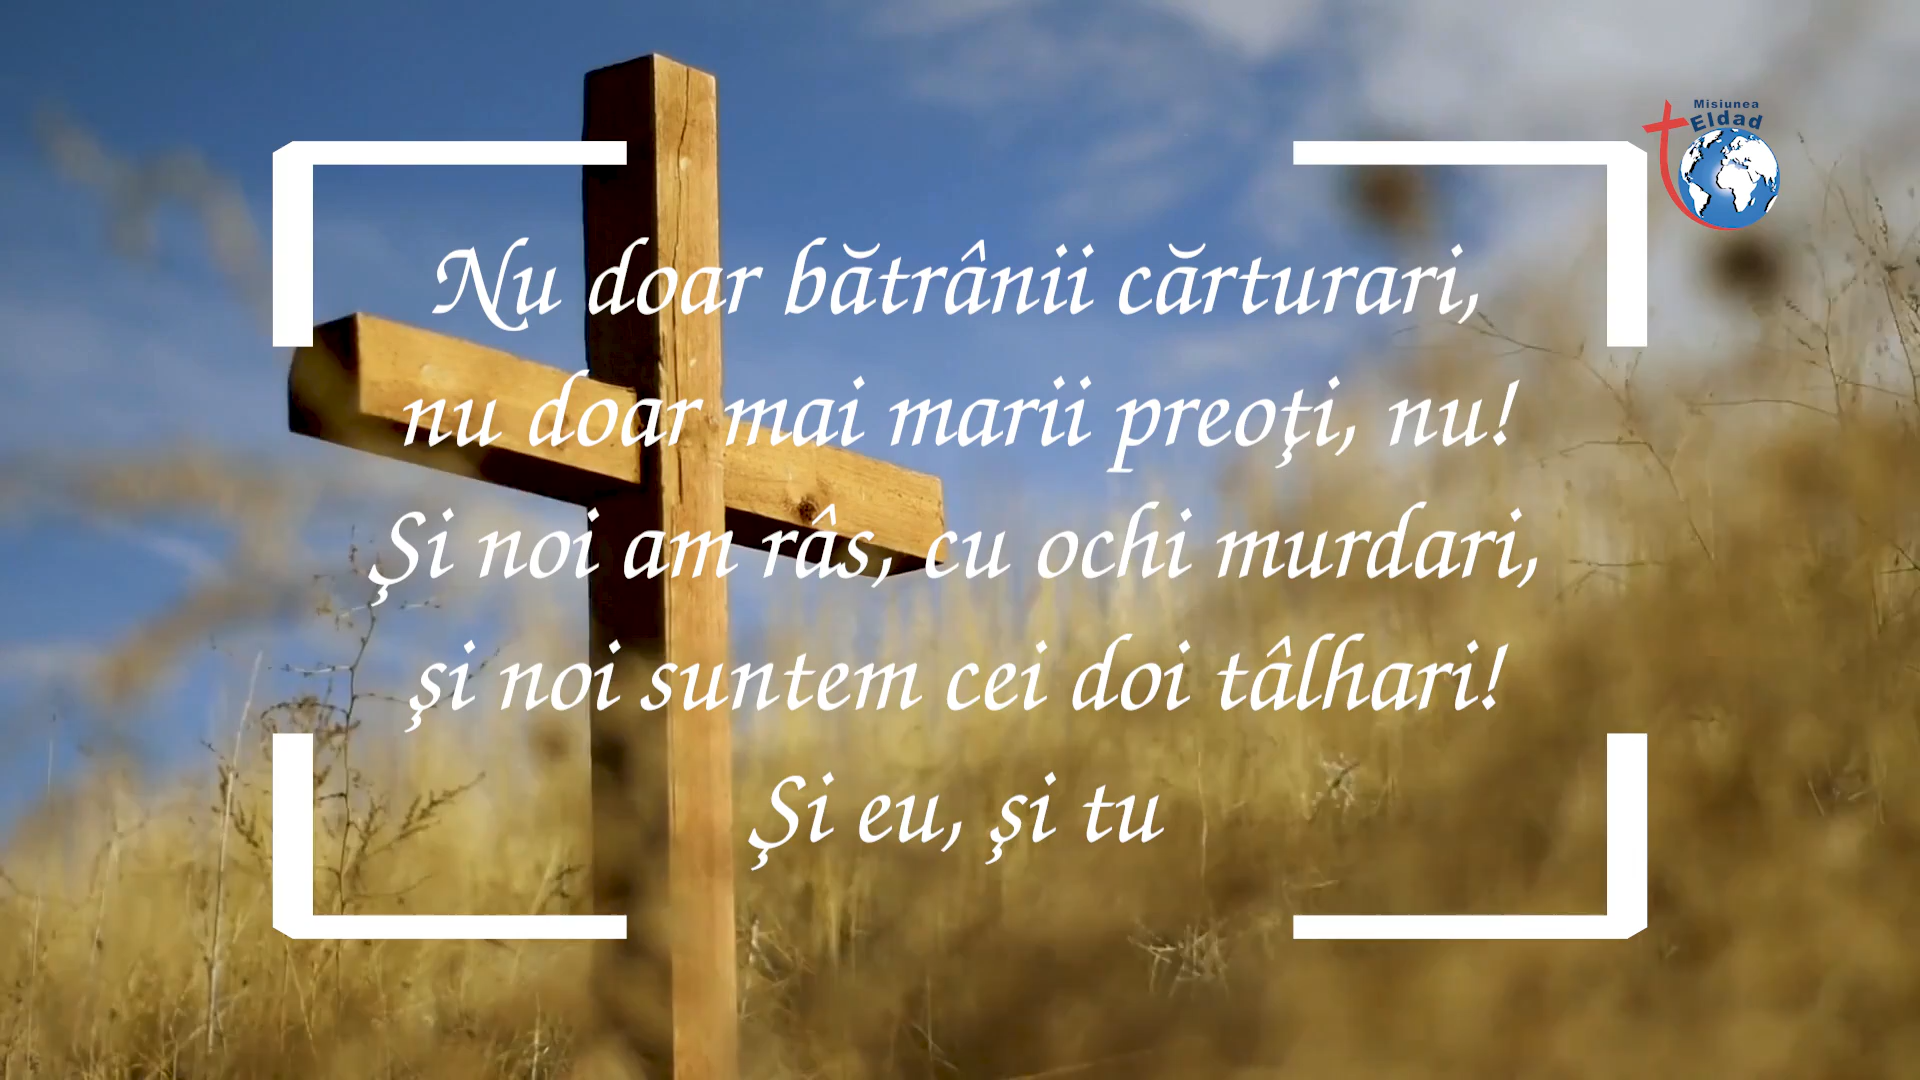 Misiunea
Eldad
Nu doar bătrânii cărturari,
nu doar mai marii preoţi, nu!
Şi noi am râs, cu ochi murdari,
şi noi suntem cei doi tâlhari!
Şi eu, şi tu